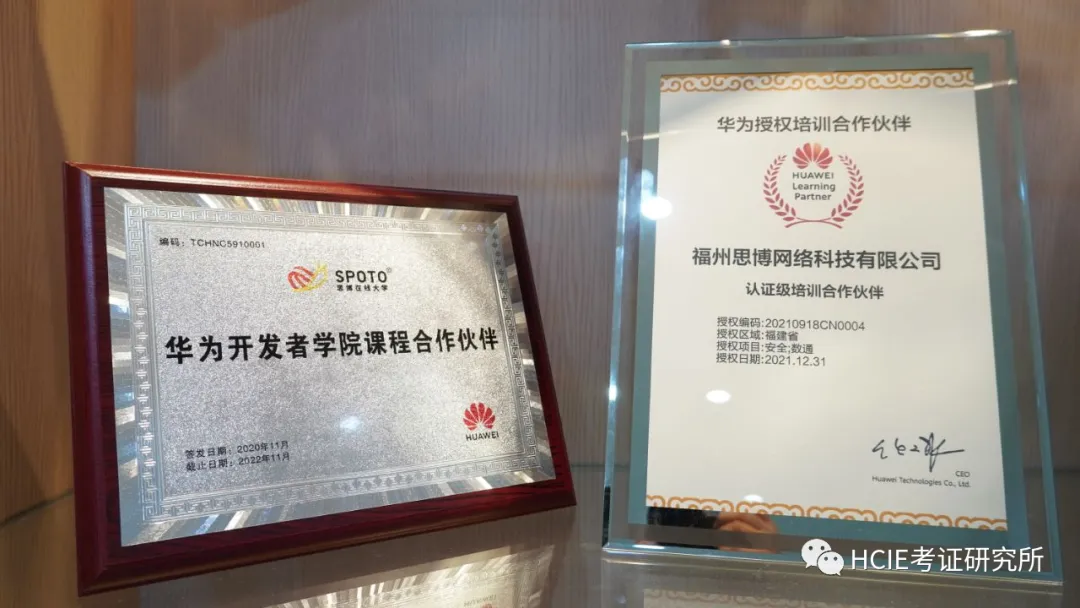 编码：TCHNC5910001
SPOTO®
思博在线大学
华为开发者学院课程合作伙伴
HUAWEI
签发日期：2020年11月
截止日期：2022年11月
华为授权培训合作伙伴
HUAWEI
Learning
Partner
福州思博网络科技有限公司
认证级培训合作伙伴
授权编码:20210918CN0004
授权区域:福建省
授权项目:安全;数通
授权日期:2021.12.31
CEO
Huawei Technologies Co., Ltd.
HCIE考证研究所